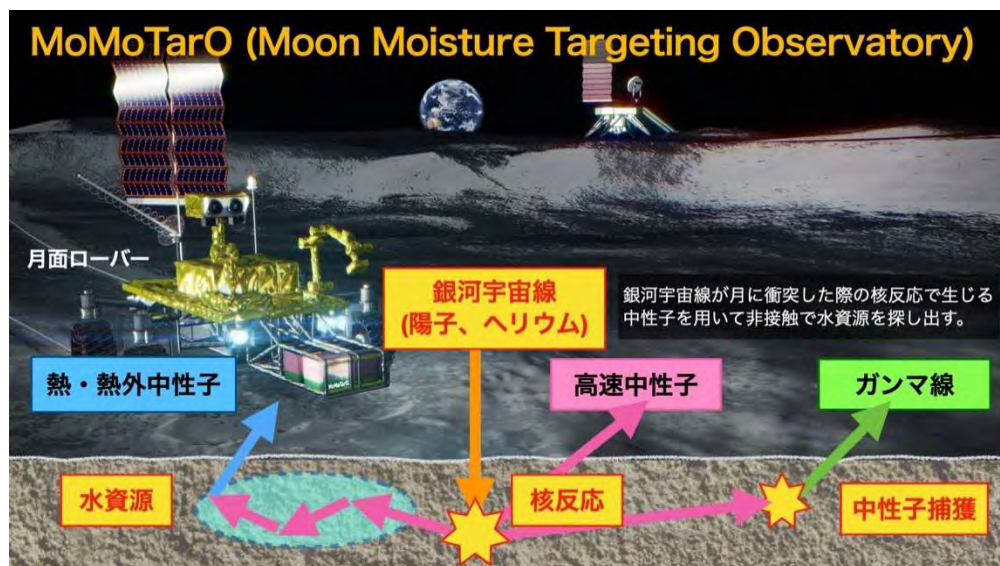 MoMoTarO (Moon Moisture Targeting Observatory)
月面ローバー
銀河宇宙線
(陽子、ヘリウム)
銀河宇宙線が月に衝突した際の核反応で生じる
中性子を用いて非接触で水資源を探し出す。
熱・熱外中性子
高速中性子
ガンマ線
MoMoTarO
水資源
核反応
中性子捕獲